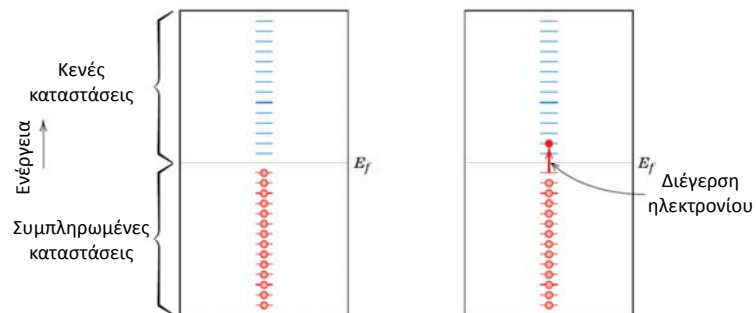 Κενές
καταστάσεις
Ενέργεια
E_f
Συμπληρωμένες
καταστάσεις
E_f
Διέγερση
ηλεκτρονίου